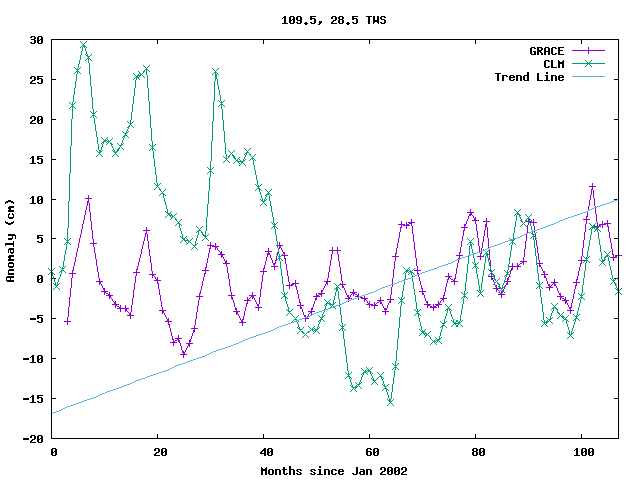 109.5, 28.5 TWS
GRACE
CLM
Trend Line
30
25
20
15
10
5
0
-5
-10
-15
-20
Anomaly (cm)
0 20 40 60 80 100
Months since Jan 2002